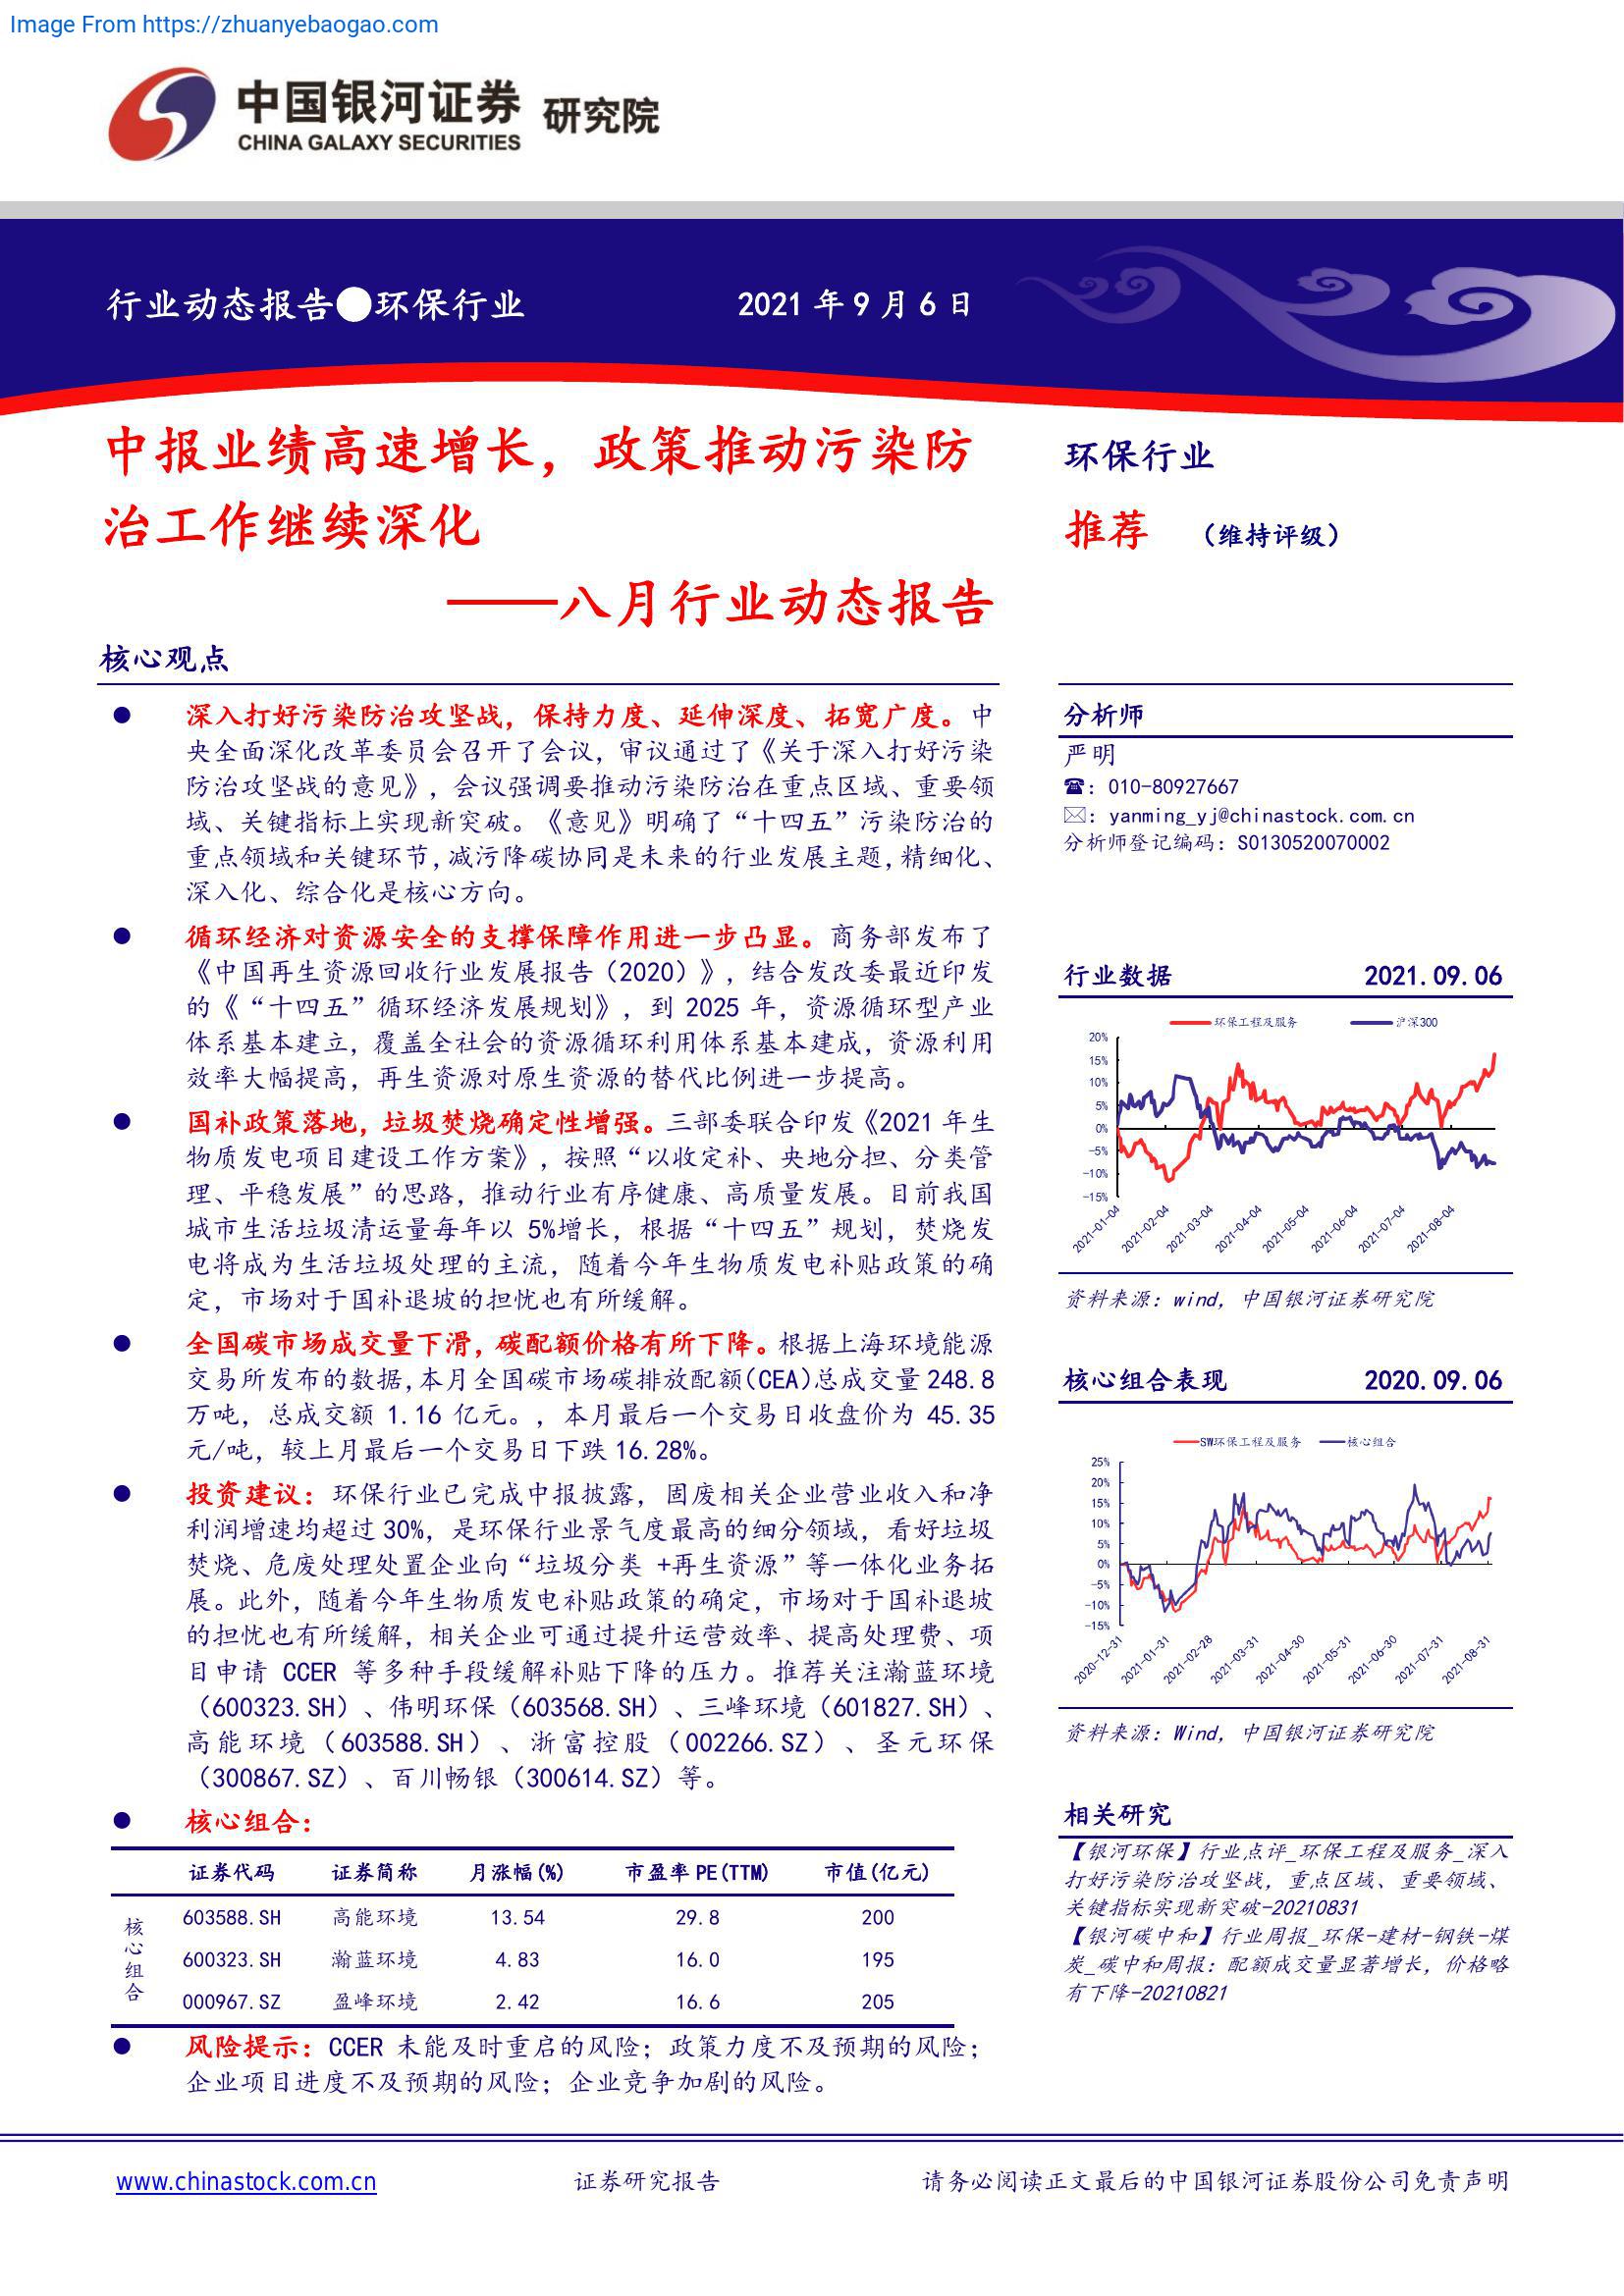 Image From https://zhuanyebaogao.com
中国银河证券 研究院
CHINA GALAXY SECURITIES
行业动态报告●环保行业
2021 年 9 月 6 日
中报业绩高速增长，政策推动污染防
治工作继续深化
——八月行业动态报告
核心观点
● 深入打好污染防治攻坚战，保持力度、延伸深度、拓宽广度。中
央全面深化改革委员会召开了会议，审议通过了《关于深入打好污染
防治攻坚战的意见》，会议强调要推动污染防治在重点区域、重要领
域、关键指标上实现新突破。《意见》明确了“十四五”污染防治的
重点领域和关键环节,减污降碳协同是未来的行业发展主题,精细化、
深入化、综合化是核心方向。
● 循环经济对资源安全的支撑保障作用进一步凸显。商务部发布了
《中国再生资源回收行业发展报告（2020）》，结合发改委最近印发
的《“十四五”循环经济发展规划》，到 2025 年，资源循环型产业
体系基本建立，覆盖全社会的资源循环利用体系基本建成，资源利用
效率大幅提高，再生资源对原生资源的替代比例进一步提高。
● 国补政策落地，垃圾焚烧确定性增强。三部委联合印发《2021 年生
物质发电项目建设工作方案》，按照“以收定补、央地分担、分类管
理、平稳发展”的思路，推动行业有序健康、高质量发展。目前我国
城市生活垃圾清运量每年以 5%增长，根据“十四五”规划，焚烧发
电将成为生活垃圾处理的主流，随着今年生物质发电补贴政策的确
定，市场对于国补退坡的担忧也有所缓解。
● 全国碳市场成交量下滑，碳配额价格有所下降。根据上海环境能源
交易所发布的数据,本月全国碳市场碳排放配额(CEA)总成交量 248.8
万吨，总成交额 1.16 亿元。，本月最后一个交易日收盘价为 45.35
元/吨，较上月最后一个交易日下跌 16.28%。
● 投资建议：环保行业已完成中报披露，固废相关企业营业收入和净
利润增速均超过 30%，是环保行业景气度最高的细分领域，看好垃圾
焚烧、危废处理处置企业向“垃圾分类 +再生资源”等一体化业务拓
展。此外，随着今年生物质发电补贴政策的确定，市场对于国补退坡
的担忧也有所缓解，相关企业可通过提升运营效率、提高处理费、项
目申请 CCER 等多种手段缓解补贴下降的压力。推荐关注瀚蓝环境
（600323.SH）、伟明环保（603568.SH）、三峰环境（601827.SH）、
高能环境（603588.SH）、浙富控股（002266.SZ）、圣元环保
（300867.SZ）、百川畅银（300614.SZ）等。
● 核心组合：
证券代码 证券简称 月涨幅(%) 市盈率 PE(TTM) 市值(亿元)
核心组合
603588.SH 高能环境 13.54 29.8 200
600323.SH 瀚蓝环境 4.83 16.0 195
000967.SZ 盈峰环境 2.42 16.6 205
● 风险提示：CCER 未能及时重启的风险；政策力度不及预期的风险；
企业项目进度不及预期的风险；企业竞争加剧的风险。
环保行业
推荐 （维持评级）
分析师
严明
☎：010-80927667
✉：yanming_yj@chinastock.com.cn
分析师登记编码：S0130520070002
行业数据 2021.09.06
环保工程及服务 沪深300
20%
15%
10%
5%
0%
-5%
-10%
-15%
2021-01-04 2021-02-04 2021-03-04 2021-04-04 2021-05-04 2021-06-04 2021-07-04 2021-08-04
资料来源：wind，中国银河证券研究院
核心组合表现 2020.09.06
SW环保工程及服务 核心组合
25%
20%
15%
10%
5%
0%
-5%
-10%
-15%
2020-12-31 2021-01-31 2021-02-28 2021-03-31 2021-04-30 2021-05-31 2021-06-30 2021-07-31 2021-08-31
资料来源：Wind，中国银河证券研究院
相关研究
【银河环保】行业点评_环保工程及服务_深入
打好污染防治攻坚战，重点区域、重要领域、
关键指标实现新突破-20210831
【银河碳中和】行业周报_环保-建材-钢铁-煤
炭_碳中和周报：配额成交量显著增长，价格略
有下降-20210821
www.chinastock.com.cn 证券研究报告 请务必阅读正文最后的中国银河证券股份公司免责声明